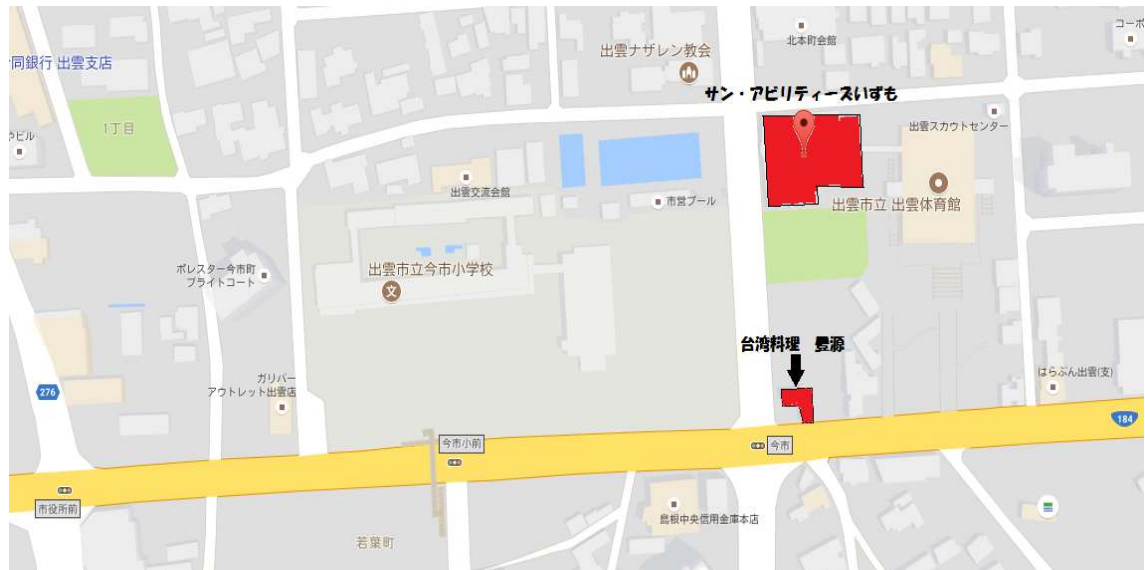 北本町会館
コーポ
出雲ナザレン教会
同銀行 出雲支店
サン・アビリティーズいずも
1丁目
やビル
出雲スカウトセンター
出雲交流会館
市営プール
出雲市立 出雲体育館
出雲市立今市小学校
文
ポレスター今市町
ブライトコート
台湾料理 豊源
ガリバー
アウトレット出雲店
はらぶん出雲(支)
276
184
今市小前
今市
市役所前
島根中央信用金庫本店
若葉町